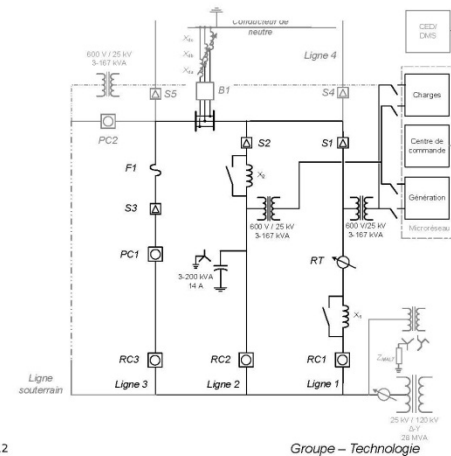 Conducteur de
neutre
CED/
DMS
600 V / 25 kV
3-167 kVA
Ligne 4
B1
S5
S4
Charges
PC2
S2
S1
Centre de
commande
F1
X₂
S3
600 V / 25 kV
3-167 kVA
600 V/25 kV
3-167 kVA
Génération
Microréseau
PC1
RT
3-200 kVA
14 A
RC3
RC2
RC1
Ligne
souterrain
Ligne 3
Ligne 2
Ligne 1
25 kV / 120 kV
Δ-Y
28 MVA
Groupe – Technologie